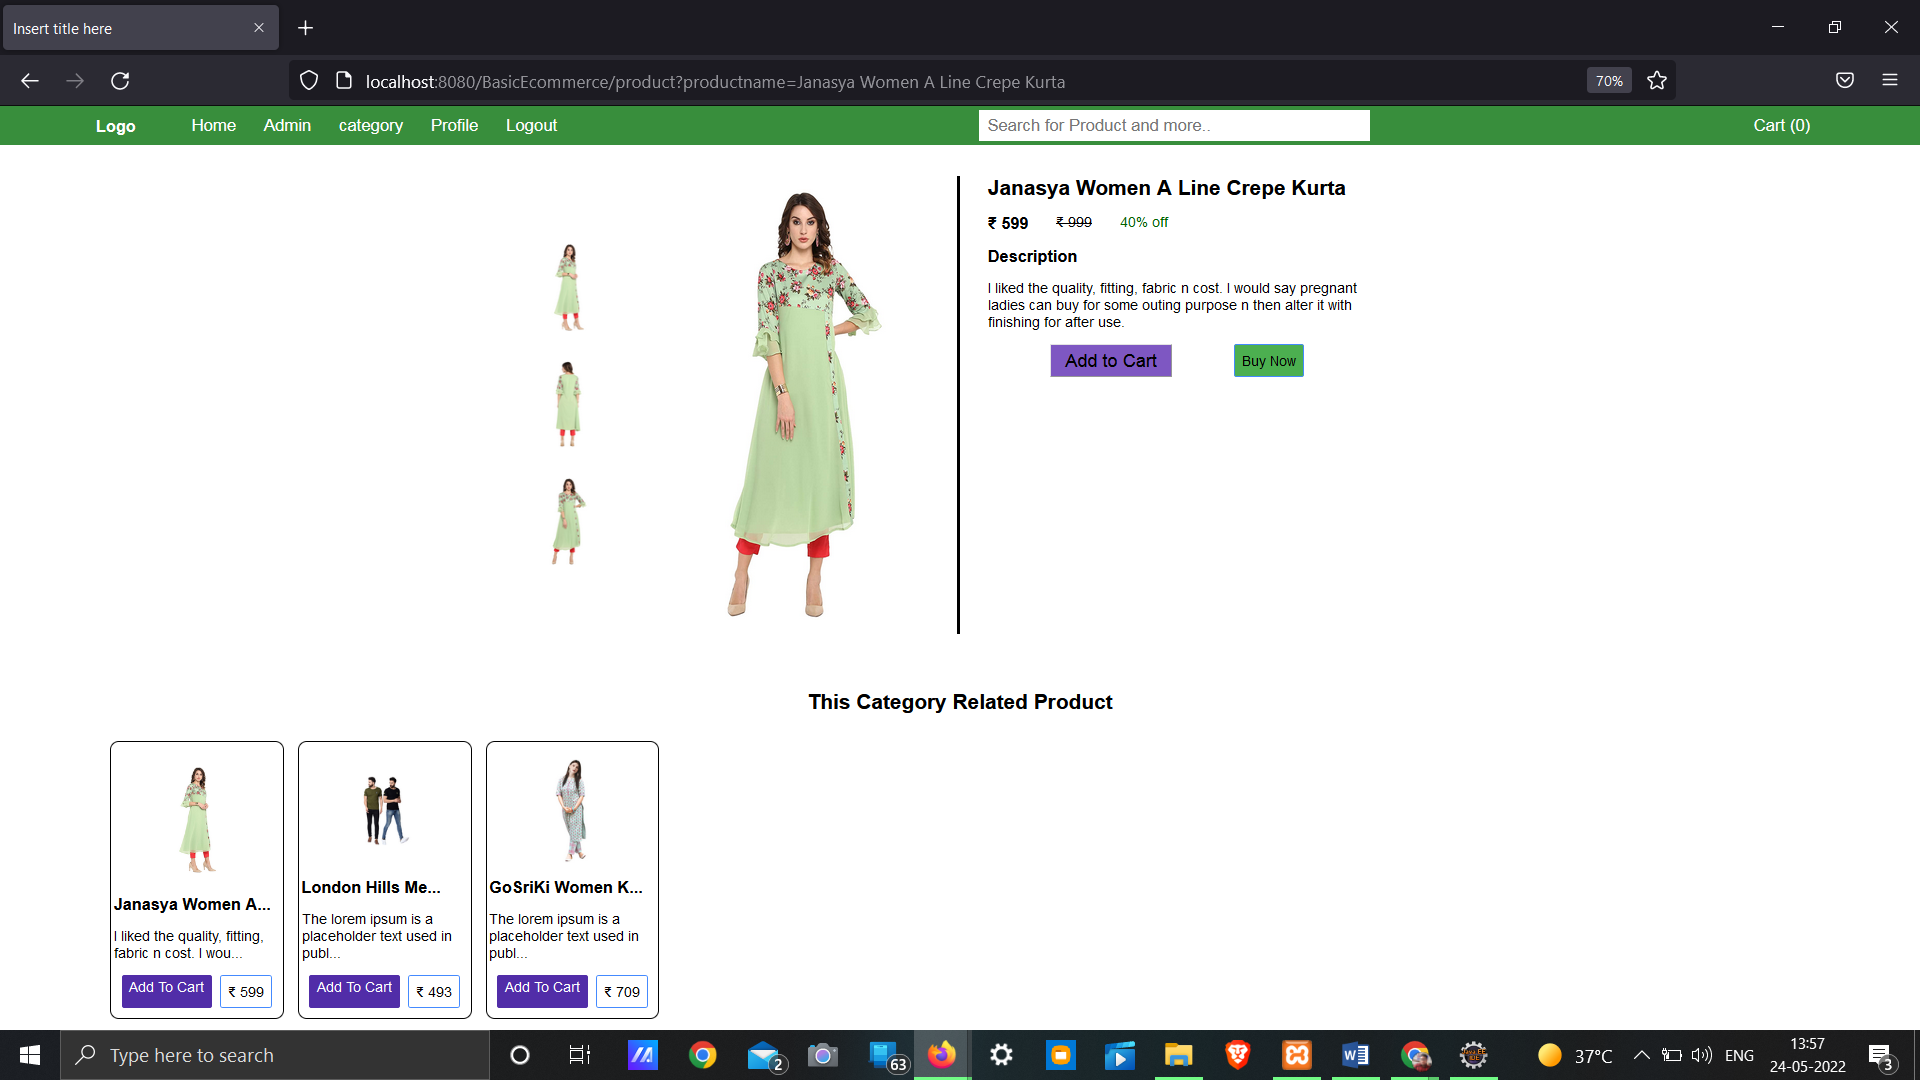 Insert title here
localhost:8080/BasicEcommerce/product?productname=Janasya Women A Line Crepe Kurta
70%
Logo Home Admin category Profile Logout Search for Product and more.. Cart (0)
Janasya Women A Line Crepe Kurta
₹ 599 ₹ 999 40% off
Description
I liked the quality, fitting, fabric n cost. I would say pregnant
ladies can buy for some outing purpose n then alter it with
finishing for after use.
Add to Cart Buy Now
This Category Related Product
Janasya Women A...
I liked the quality, fitting,
fabric n cost. I wou...
Add To Cart ₹ 599
London Hills Me...
The lorem ipsum is a
placeholder text used in
publ...
Add To Cart ₹ 493
GoSriKi Women K...
The lorem ipsum is a
placeholder text used in
publ...
Add To Cart ₹ 709
Type here to search
2
63
37°C
ENG
13:57
24-05-2022
3